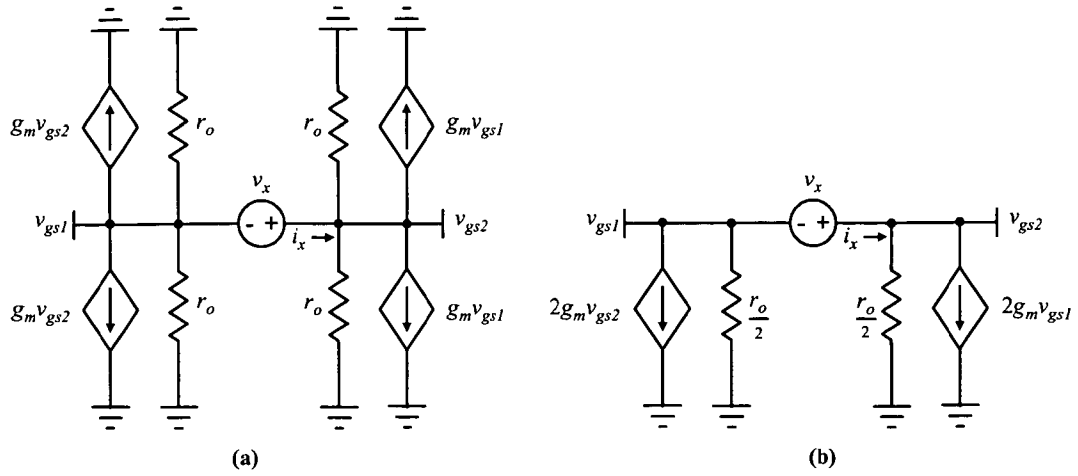 g_m v_gs2
r_o
r_o
g_m v_gs1
v_x
v_gs1
- +
v_gs2
i_x
g_m v_gs2
r_o
r_o
g_m v_gs1
(a)
v_x
v_gs1
- +
v_gs2
i_x
2g_m v_gs2
r_o
2
r_o
2
2g_m v_gs1
(b)